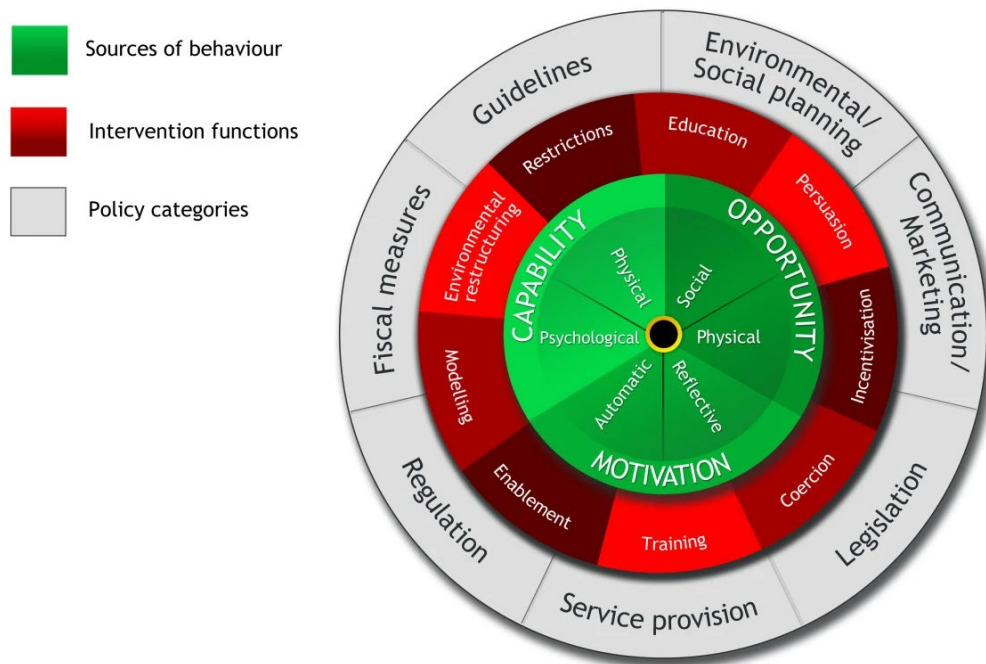 Sources of behaviour
Intervention functions
Policy categories
Guidelines
Environmental/
Social planning
Communication/
Marketing
Legislation
Service provision
Regulation
Fiscal measures
Restrictions
Education
Persuasion
Incentivisation
Coercion
Training
Enablement
Modelling
Environmental
restructuring
CAPABILITY
OPPORTUNITY
MOTIVATION
Physical
Social
Physical
Reflective
Automatic
Psychological